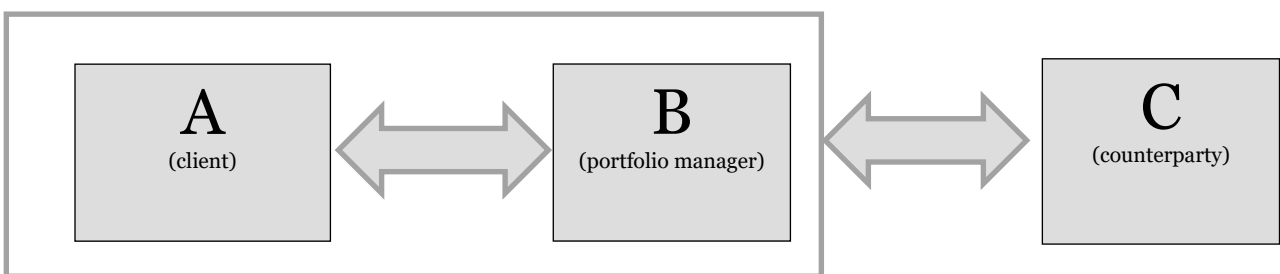 A
(client)
B
(portfolio manager)
C
(counterparty)